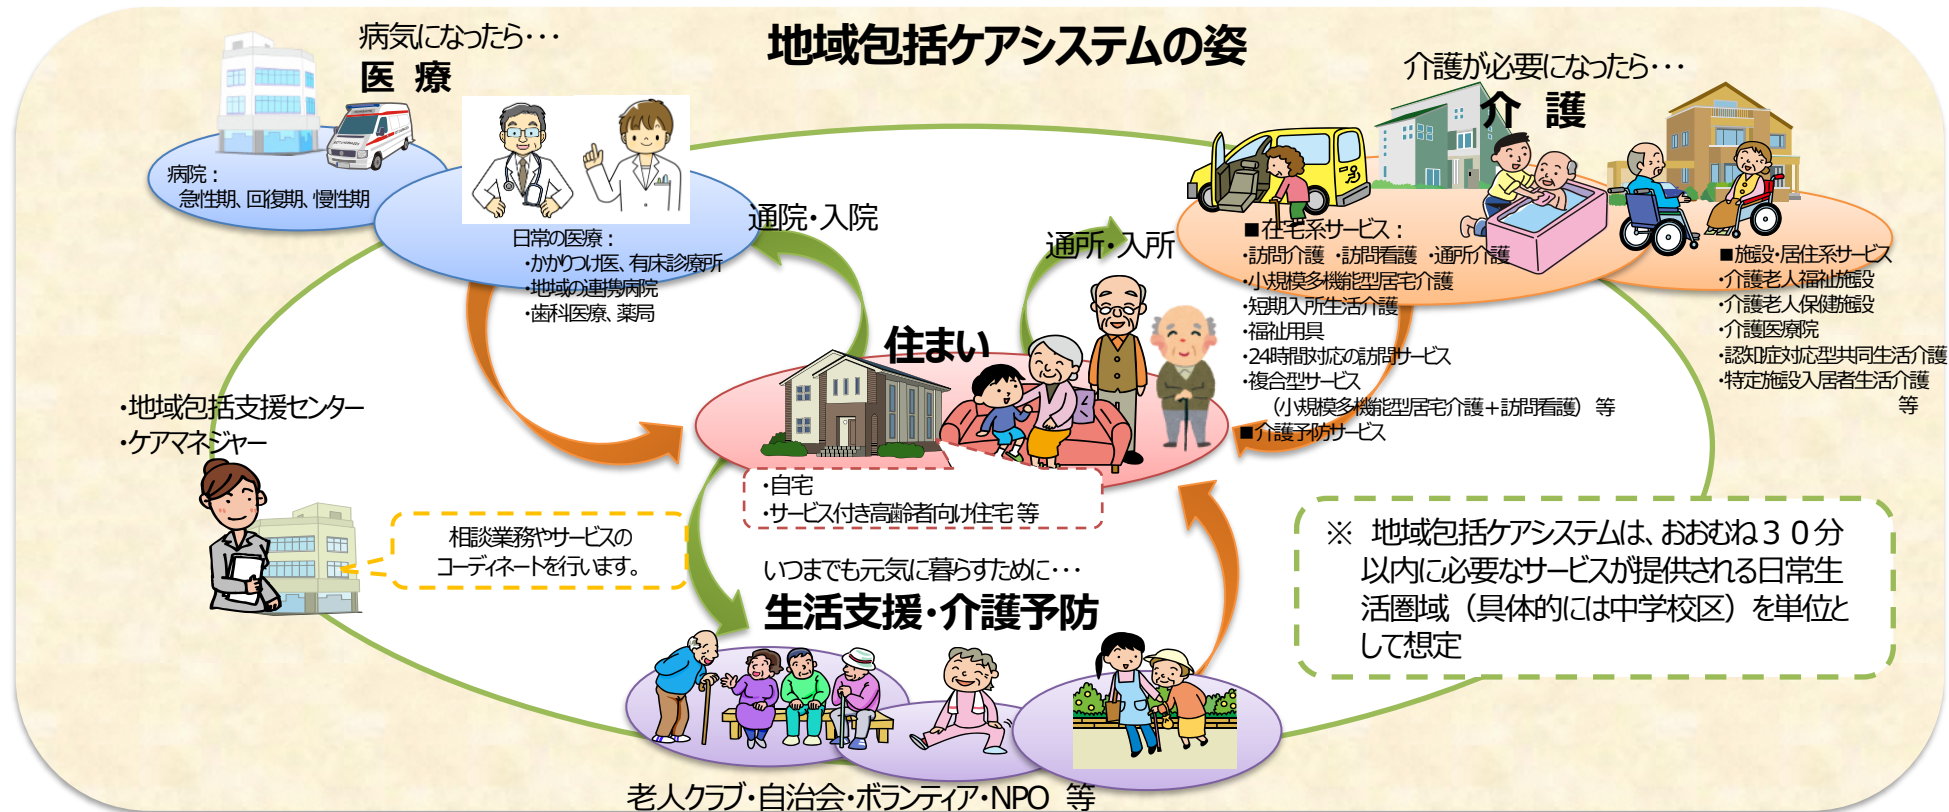 地域包括ケアシステムの姿
病気になったら・・・
医 療
病院：
急性期、回復期、慢性期
日常の医療：
・かかりつけ医、有床診療所
・地域の連携病院
・歯科医療、薬局
通院・入院
通所・入所
介護が必要になったら・・・
介 護
■在宅系サービス：
・訪問介護 ・訪問看護 ・通所介護
・小規模多機能型居宅介護
・短期入所生活介護
・福祉用具
・24時間対応の訪問サービス
・複合型サービス
（小規模多機能型居宅介護＋訪問看護） 等
■介護予防サービス
■施設・居住系サービス
・介護老人福祉施設
・介護老人保健施設
・介護医療院
・認知症対応型共同生活介護
・特定施設入居者生活介護
等
住まい
・自宅
・サービス付き高齢者向け住宅 等
・地域包括支援センター
・ケアマネジャー
相談業務やサービスの
コーディネートを行います。
いつまでも元気に暮らすために・・・
生活支援・介護予防
老人クラブ・自治会・ボランティア・NPO 等
※ 地域包括ケアシステムは、おおむね３０分
以内に必要なサービスが提供される日常生
活圏域（具体的には中学校区）を単位と
して想定